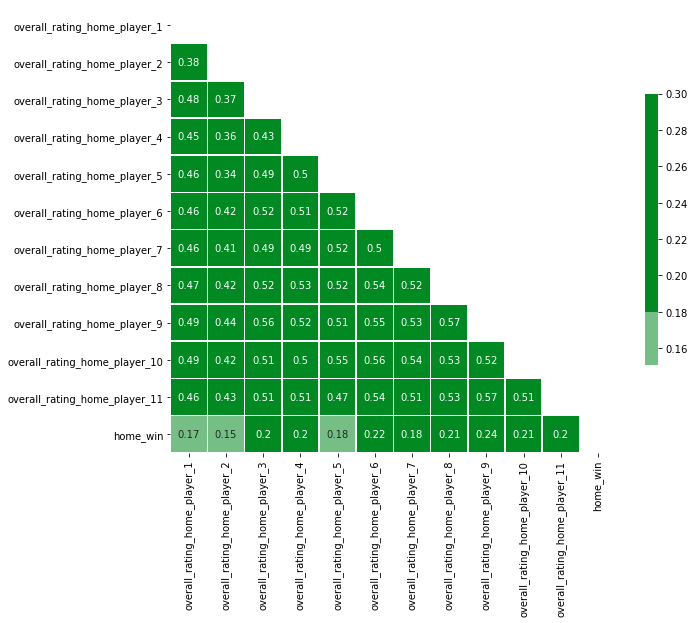 overall_rating_home_player_1
overall_rating_home_player_2 0.38
overall_rating_home_player_3 0.48 0.37
overall_rating_home_player_4 0.45 0.36 0.43
overall_rating_home_player_5 0.46 0.34 0.49 0.5
overall_rating_home_player_6 0.46 0.42 0.52 0.51 0.52
overall_rating_home_player_7 0.46 0.41 0.49 0.49 0.52 0.5
overall_rating_home_player_8 0.47 0.42 0.52 0.53 0.52 0.54 0.52
overall_rating_home_player_9 0.49 0.44 0.56 0.52 0.51 0.55 0.53 0.57
overall_rating_home_player_10 0.49 0.42 0.51 0.5 0.55 0.56 0.54 0.53 0.52
overall_rating_home_player_11 0.46 0.43 0.51 0.51 0.47 0.54 0.51 0.53 0.57 0.51
home_win 0.17 0.15 0.2 0.2 0.18 0.22 0.18 0.21 0.24 0.21 0.2
overall_rating_home_player_1
overall_rating_home_player_2
overall_rating_home_player_3
overall_rating_home_player_4
overall_rating_home_player_5
overall_rating_home_player_6
overall_rating_home_player_7
overall_rating_home_player_8
overall_rating_home_player_9
overall_rating_home_player_10
overall_rating_home_player_11
home_win
0.30
0.28
0.26
0.24
0.22
0.20
0.18
0.16